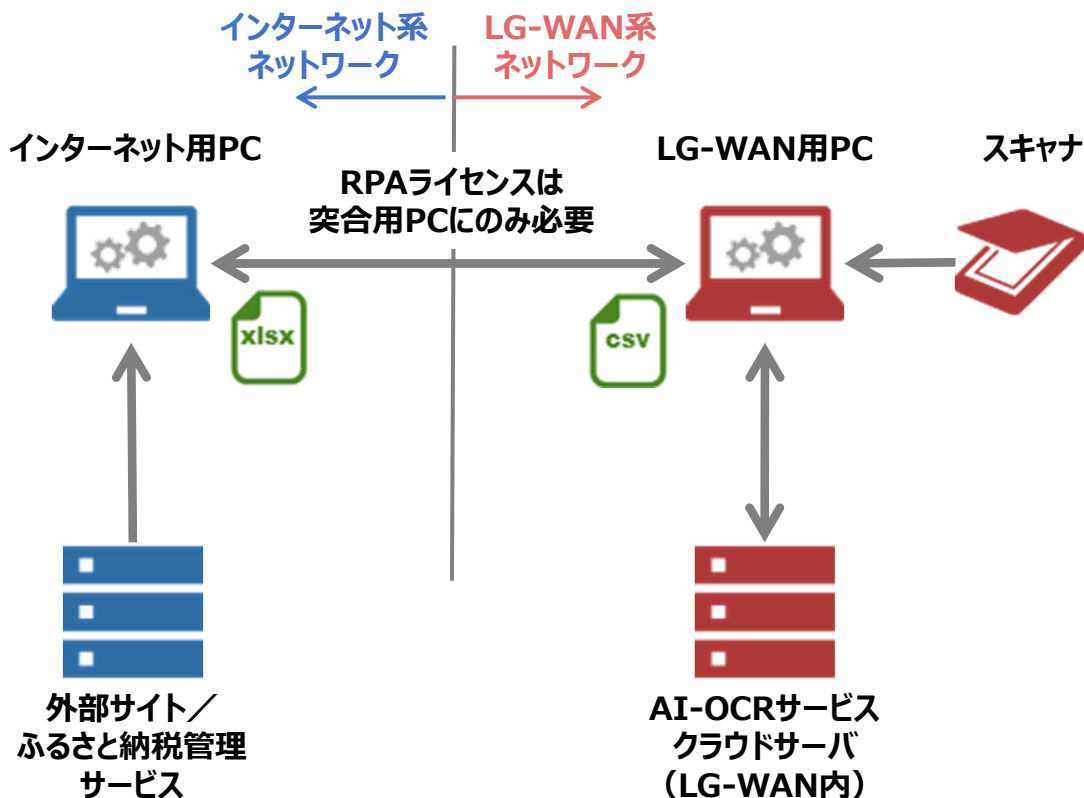 インターネット系
ネットワーク
LG-WAN系
ネットワーク
インターネット用PC
LG-WAN用PC
スキャナ
RPAライセンスは
突合用PCにのみ必要
xlsx
csv
外部サイト／
ふるさと納税管理
サービス
AI-OCRサービス
クラウドサーバ
（LG-WAN内）